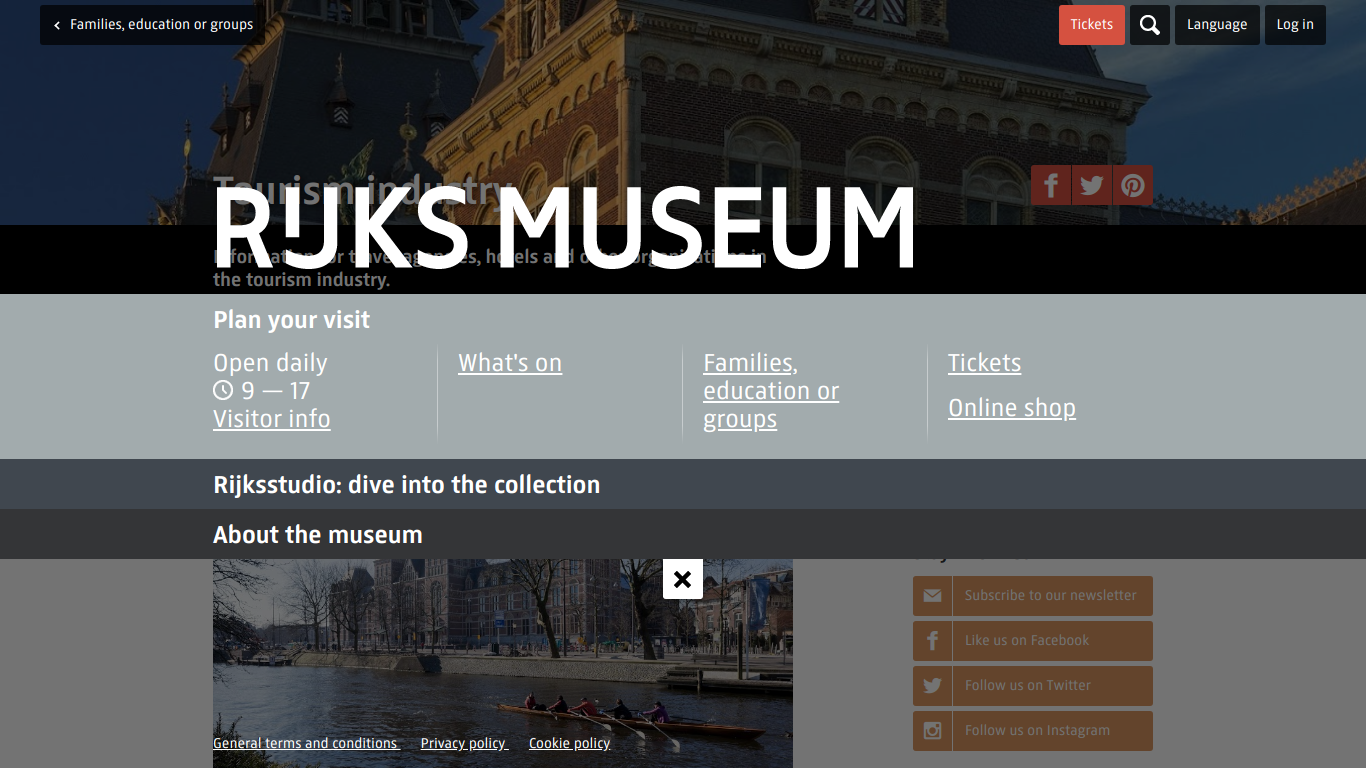 Families, education or groups
Tickets
Language
Log in
Tourism industry
RIJKS MUSEUM
Information for travel agencies, hotels and other organisations in
the tourism industry.
Plan your visit
Open daily
9 — 17
Visitor info
What's on
Families,
education or
groups
Tickets
Online shop
Rijksstudio: dive into the collection
About the museum
Subscribe to our newsletter
Like us on Facebook
Follow us on Twitter
Follow us on Instagram
General terms and conditions
Privacy policy
Cookie policy